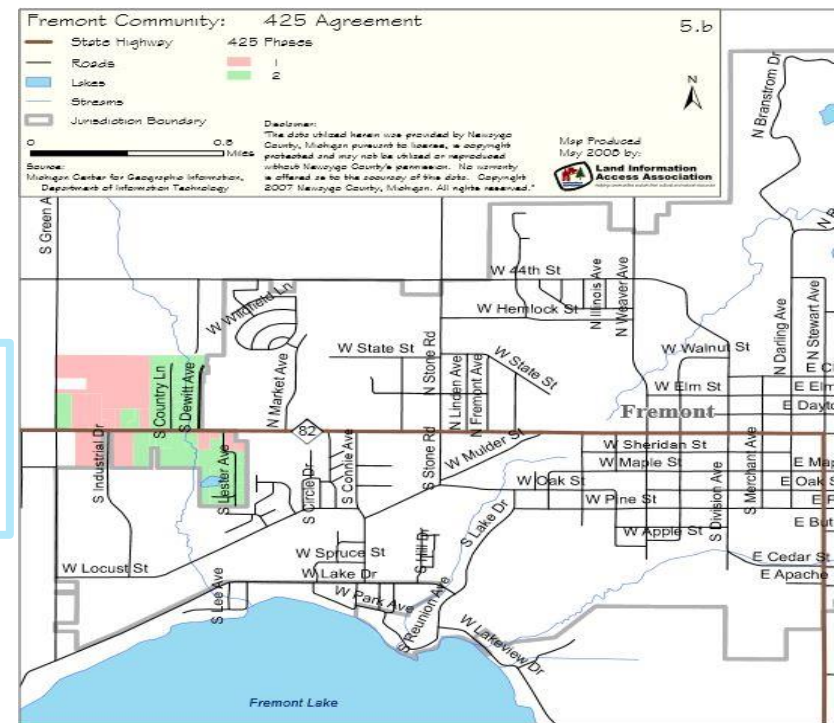 Fremont Community: 425 Agreement
5.b
State Highway
425 Phases
Roads
1
Lakes
2
Streams
Jurisdiction Boundary
N
0
0.8
Miles
Source:
Michigan Center for Geographic Information,
Department of Information Technology
Disclaimer:
"The data utilized herein was provided by Newaygo
County, Michigan pursuant to license, is copyright
protected and may not be utilized or reproduced
without Newaygo County's permission. No warranty
is offered as to the accuracy of this data. Copyright
2007 Newaygo County, Michigan. All rights reserved."
Map Produced
May 2008 by:
Land Information
Access Association
N Branstrom Dr
S Green A
W 44th St
W Wildfield Ln
W Hemlock St
N Illinois Ave
N Weaver Ave
N Darling Ave
N Stewart Ave
W State St
W State St
W Walnut St
N Market Ave
N Stone Rd
N Linden Ave
N Fremont Ave
W Elm St
E Elm
E Dayto
Fremont
S Country Ln
S Dewitt Ave
82
S Industrial Dr
S Lester Ave
S Circle Dr
S Connie Ave
S Stone Rd
W Mulder St
W Sheridan St
W Maple St
E Map
W Oak St
E Oak S
W Pine St
S Division Ave
S Merchant Ave
W Apple St
E But
W Locust St
W Spruce St
S Hill Dr
S Lake Dr
E Cedar St
W Lake Dr
E Apache
S Lee Ave
W Park Ave
S Reunion Ave
W Lakeview Dr
Fremont Lake